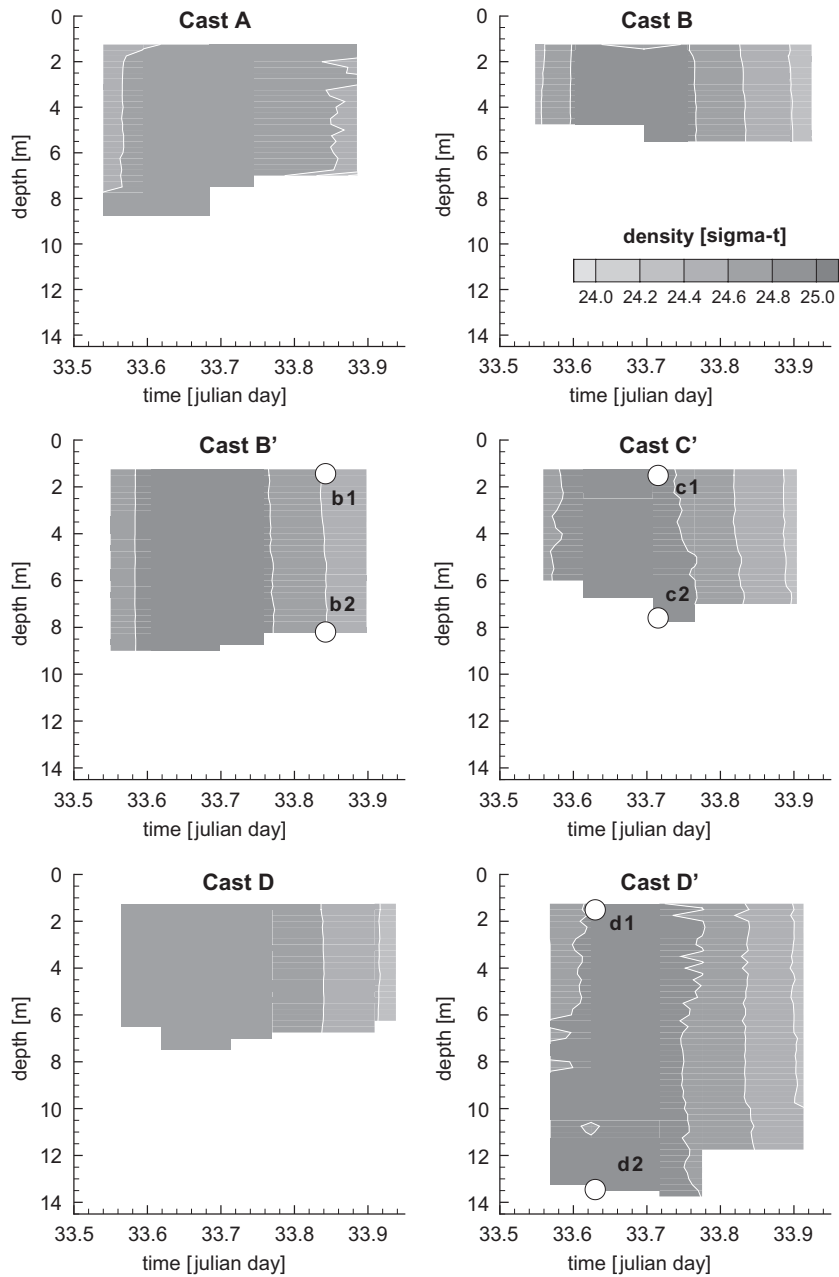 Cast A
0
2
4
6
8
10
12
14
depth [m]
33.5 33.6 33.7 33.8 33.9
time [julian day]
Cast B
0
2
4
6
8
10
12
14
depth [m]
density [sigma-t]
24.0 24.2 24.4 24.6 24.8 25.0
33.5 33.6 33.7 33.8 33.9
time [julian day]
Cast B’
0
2
4
6
8
10
12
14
depth [m]
b1
b2
33.5 33.6 33.7 33.8 33.9
time [julian day]
Cast C’
0
2
4
6
8
10
12
14
depth [m]
c1
c2
33.5 33.6 33.7 33.8 33.9
time [julian day]
Cast D
0
2
4
6
8
10
12
14
depth [m]
33.5 33.6 33.7 33.8 33.9
time [julian day]
Cast D’
0
2
4
6
8
10
12
14
depth [m]
d1
d2
33.5 33.6 33.7 33.8 33.9
time [julian day]